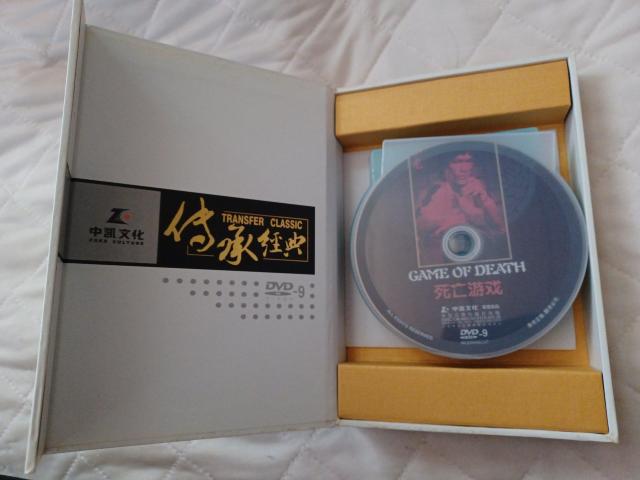 中凯文化
ZOKE CULTURE
传承經典
TRANSFER CLASSIC
DVD-9
GAME OF DEATH
死亡游戏
中凯文化
DVD-9